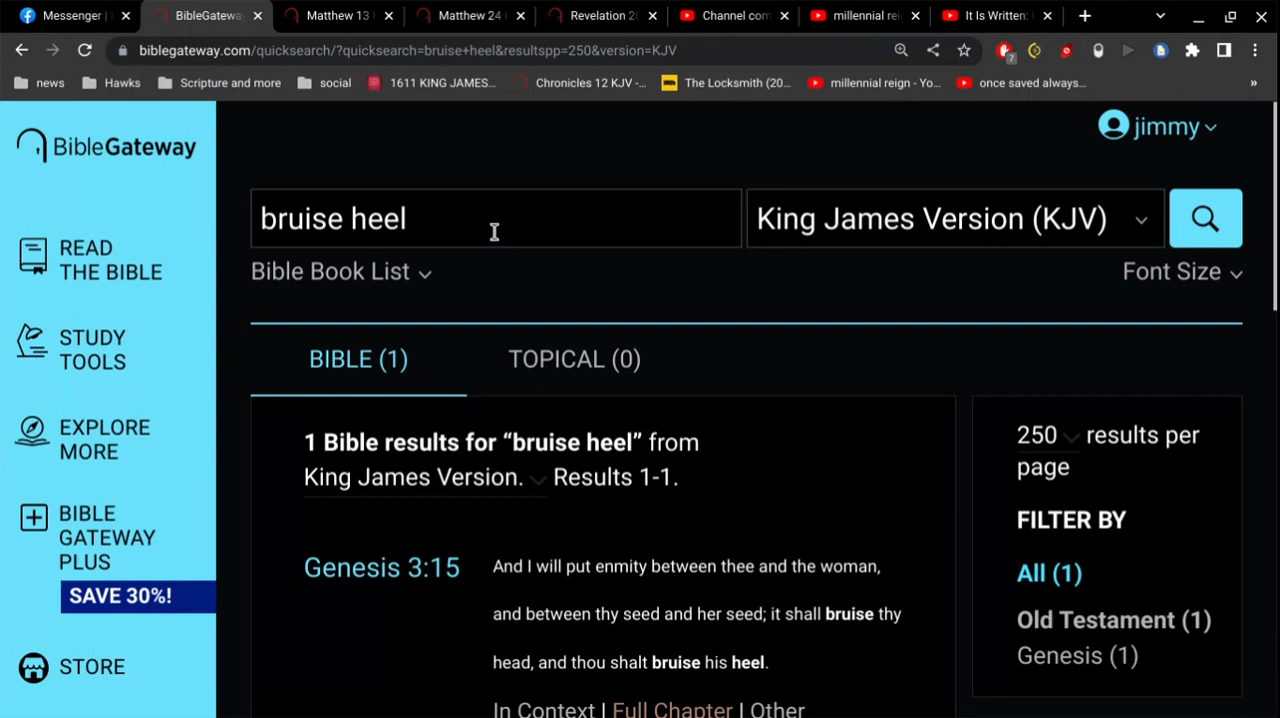 Messenger |
BibleGatew
Matthew 13
Matthew 24
Revelation 20
Channel com
millennial rei
It Is Written:
biblegateway.com/quicksearch/?quicksearch=bruise+heel&resultspp=250&version=KJV
7
news
Hawks
Scripture and more
social
1611 KING JAMES...
Chronicles 12 KJV -...
The Locksmith (20...
millennial reign - Yo...
once saved always...
»
BibleGateway
jimmy
bruise heel
King James Version (KJV)
Bible Book List
Font Size
READ
THE BIBLE
STUDY
TOOLS
EXPLORE
MORE
BIBLE
GATEWAY
PLUS
SAVE 30%!
STORE
BIBLE (1)
TOPICAL (0)
1 Bible results for “bruise heel” from
King James Version. Results 1-1.
Genesis 3:15
And I will put enmity between thee and the woman,
and between thy seed and her seed; it shall bruise thy
head, and thou shalt bruise his heel.
In Context | Full Chapter | Other
250 results per
page
FILTER BY
All (1)
Old Testament (1)
Genesis (1)